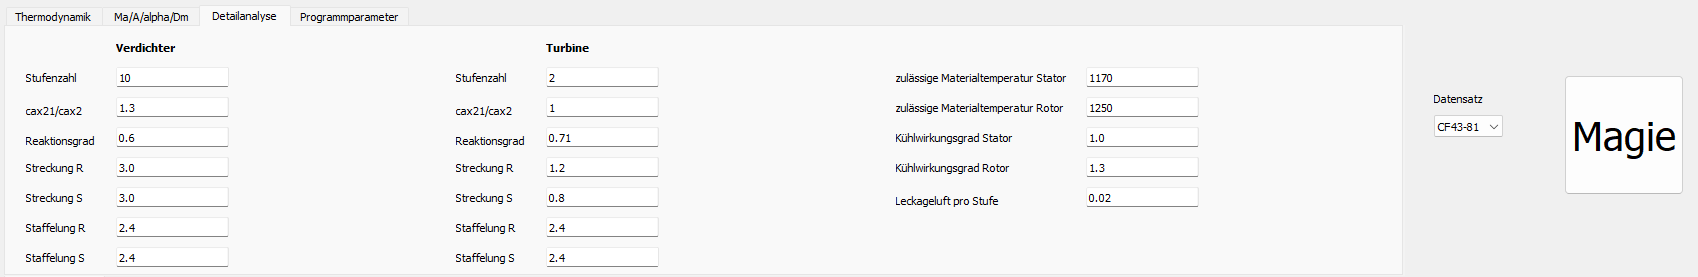 Thermodynamik Ma/A/alpha/Dm Detailanalyse Programmparameter
Verdichter Turbine
Stufenzahl 10 Stufenzahl 2 zulässige Materialtemperatur Stator 1170
cax21/cax2 1.3 cax21/cax2 1 zulässige Materialtemperatur Rotor 1250
Reaktionsgrad 0.6 Reaktionsgrad 0.71 Kühlwirkungsgrad Stator 1.0
Streckung R 3.0 Streckung R 1.2 Kühlwirkungsgrad Rotor 1.3
Streckung S 3.0 Streckung S 0.8 Leckageluft pro Stufe 0.02
Staffelung R 2.4 Staffelung R 2.4
Staffelung S 2.4 Staffelung S 2.4
Datensatz
CF43-81
Magie